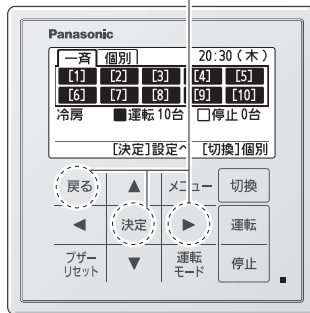 Panasonic
一斉 個別 20:30(木)
[1] [2] [3] [4] [5]
[6] [7] [8] [9] [10]
冷房 ■運転10台 □停止 0台
[決定]設定へ [切換]個別
戻る ▲ メニュー 切換
◀ 決定 ▶ 運転
ブザー
リセット ▼ 運転
モード 停止